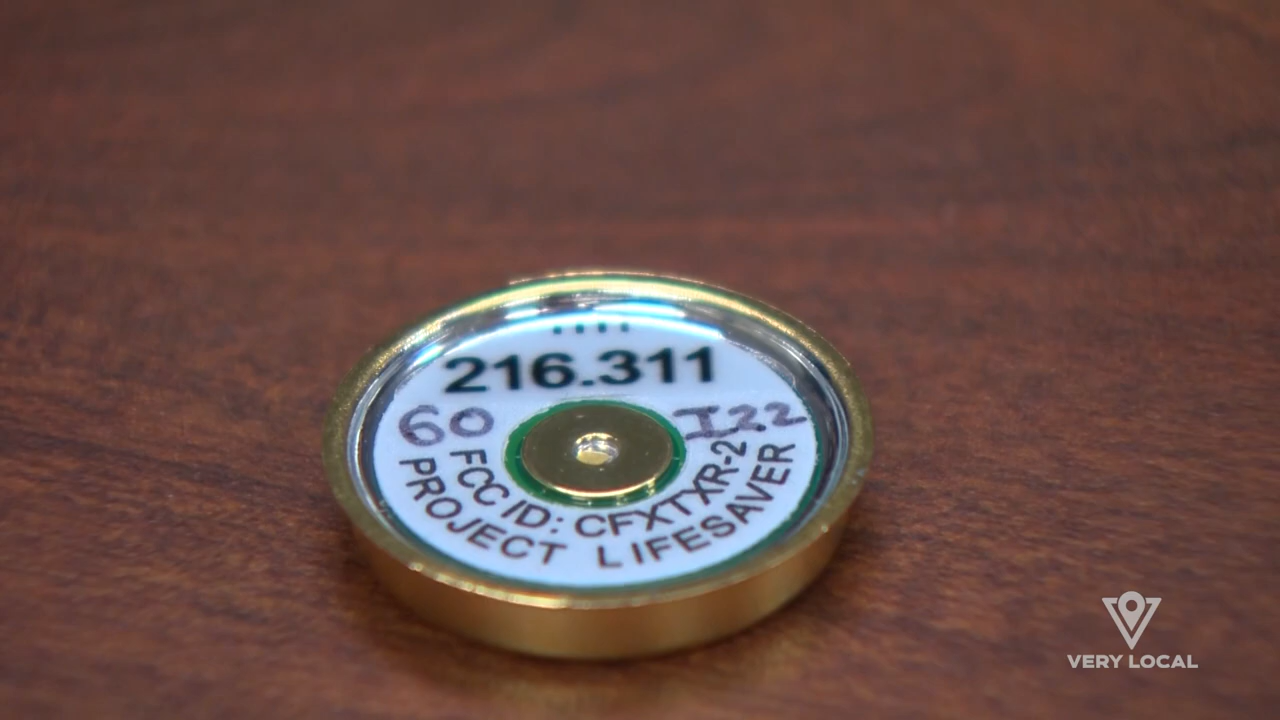 216.311
60 I22
FCC ID: CFXTXR-2.
PROJECT LIFESAVER
VERY LOCAL